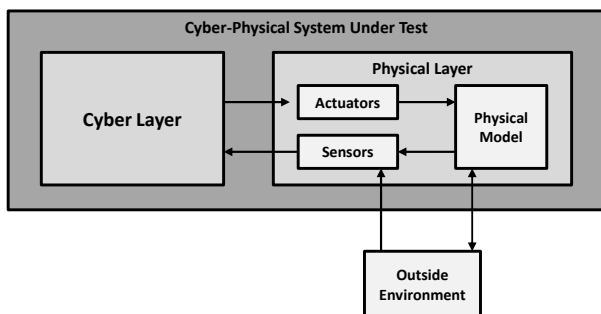 Cyber-Physical System Under Test
Cyber Layer
Physical Layer
Actuators
Sensors
Physical
Model
Outside
Environment